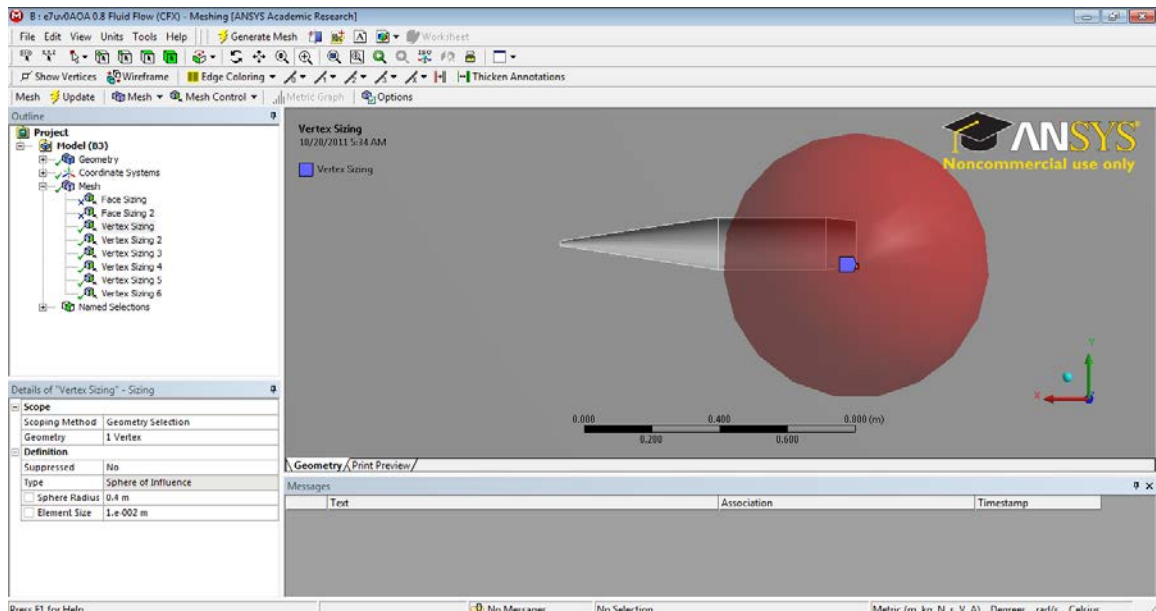 B : e7uv0AOA 0.8 Fluid Flow (CFX) - Meshing [ANSYS Academic Research]
File Edit View Units Tools Help Generate Mesh Worksheet
Show Vertices Wireframe Edge Coloring Thicken Annotations
Mesh Update Mesh Mesh Control Metric Graph Options
Outline
Project
Model (B3)
Geometry
Coordinate Systems
Mesh
Face Sizing
Face Sizing 2
Vertex Sizing
Vertex Sizing 2
Vertex Sizing 3
Vertex Sizing 4
Vertex Sizing 5
Vertex Sizing 6
Named Selections
Details of "Vertex Sizing" - Sizing
Scope
Scoping Method Geometry Selection
Geometry 1 Vertex
Definition
Suppressed No
Type Sphere of Influence
Sphere Radius 0.4 m
Element Size 1.e-002 m
Vertex Sizing
10/20/2011 5:34 AM
Vertex Sizing
ANSYS
Noncommercial use only
Y
X
0.000 0.400 0.800 (m)
0.200 0.600
Geometry Print Preview
Messages
Text Association Timestamp
Press F1 for Help No Messages No Selection Metric (m, kg, N, s, V, A) Degrees rad/s Celsius